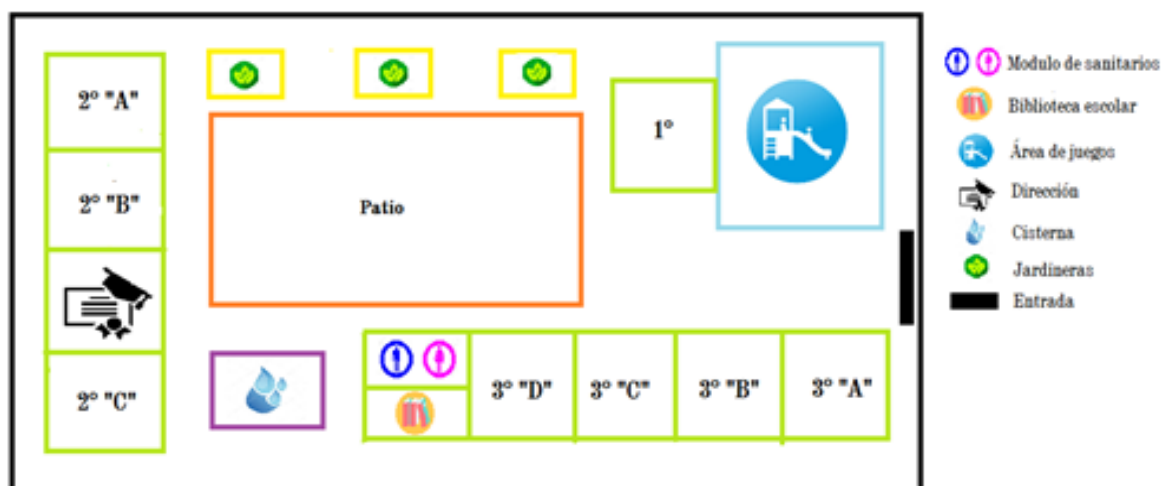 2° "A"
2° "B"
2° "C"
Patio
1°
3° "D"
3° "C"
3° "B"
3° "A"
Modulo de sanitarios
Biblioteca escolar
Área de juegos
Dirección
Cisterna
Jardineras
Entrada